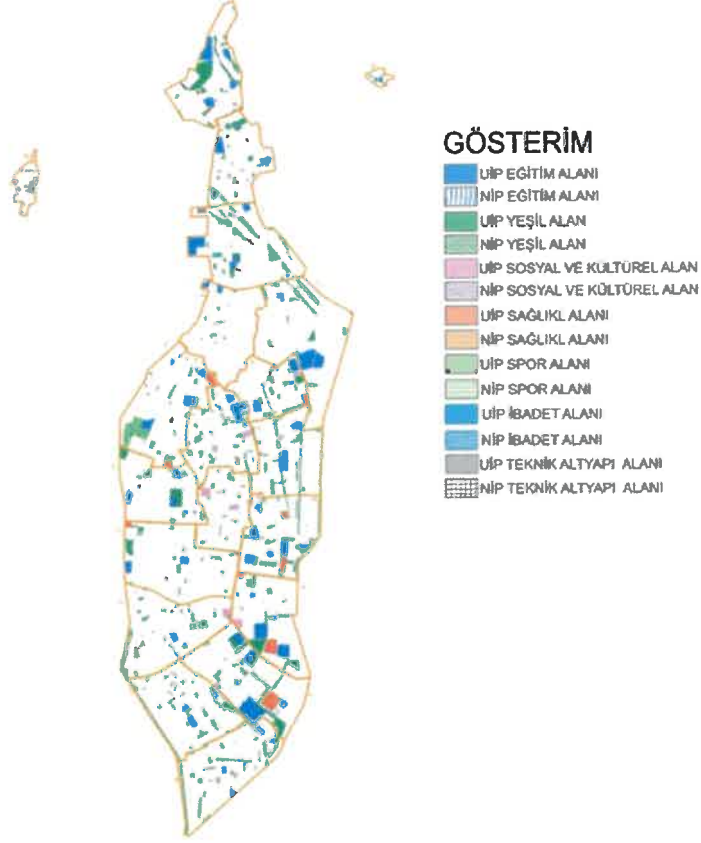 GÖSTERİM
UİP EĞİTİM ALANI
NİP EĞİTİM ALANI
UİP YEŞİL ALAN
NİP YEŞİL ALAN
UİP SOSYAL VE KÜLTÜREL ALAN
NİP SOSYAL VE KÜLTÜREL ALAN
UİP SAĞLIKL ALANI
NİP SAĞLIKL ALANI
UİP SPOR ALANI
NİP SPOR ALANI
UİP İBADET ALANI
NİP İBADET ALANI
UİP TEKNİK ALTYAPI ALANI
NİP TEKNİK ALTYAPI ALANI